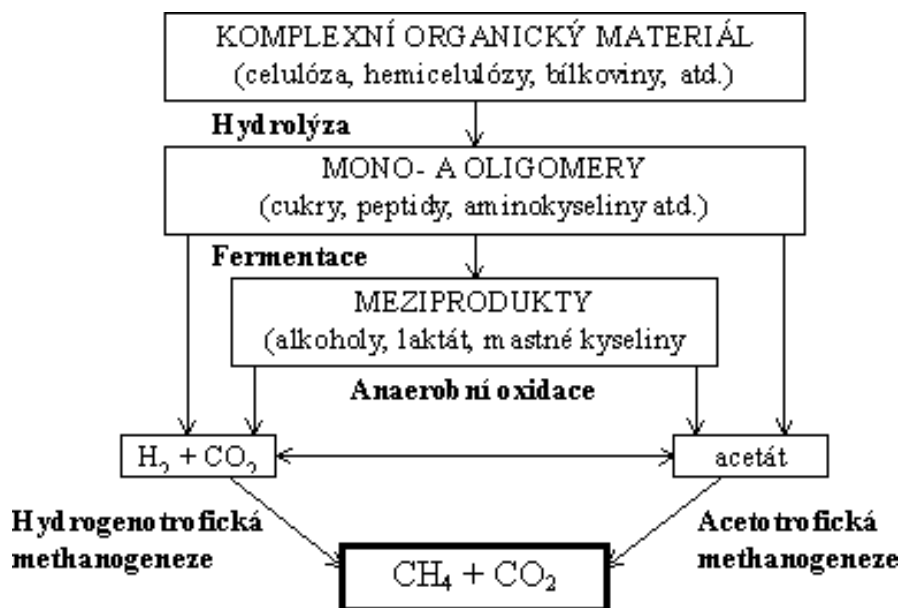 KOMPLEXNÍ ORGANICKÝ MATERIÁL
(celulóza, hemicelulózy, bílkoviny, atd.)
Hydrolýza
MONO- A OLIGOMERY
(cukry, peptidy, aminokyseliny atd.)
Fermentace
MEZIPRODUKTY
(alkoholy, laktát, mastné kyseliny
Anaerobní oxidace
H₂ + CO₂
acetát
Hydrogenotrofická
methanogeneze
Acetotrofická
methanogeneze
CH₄ + CO₂